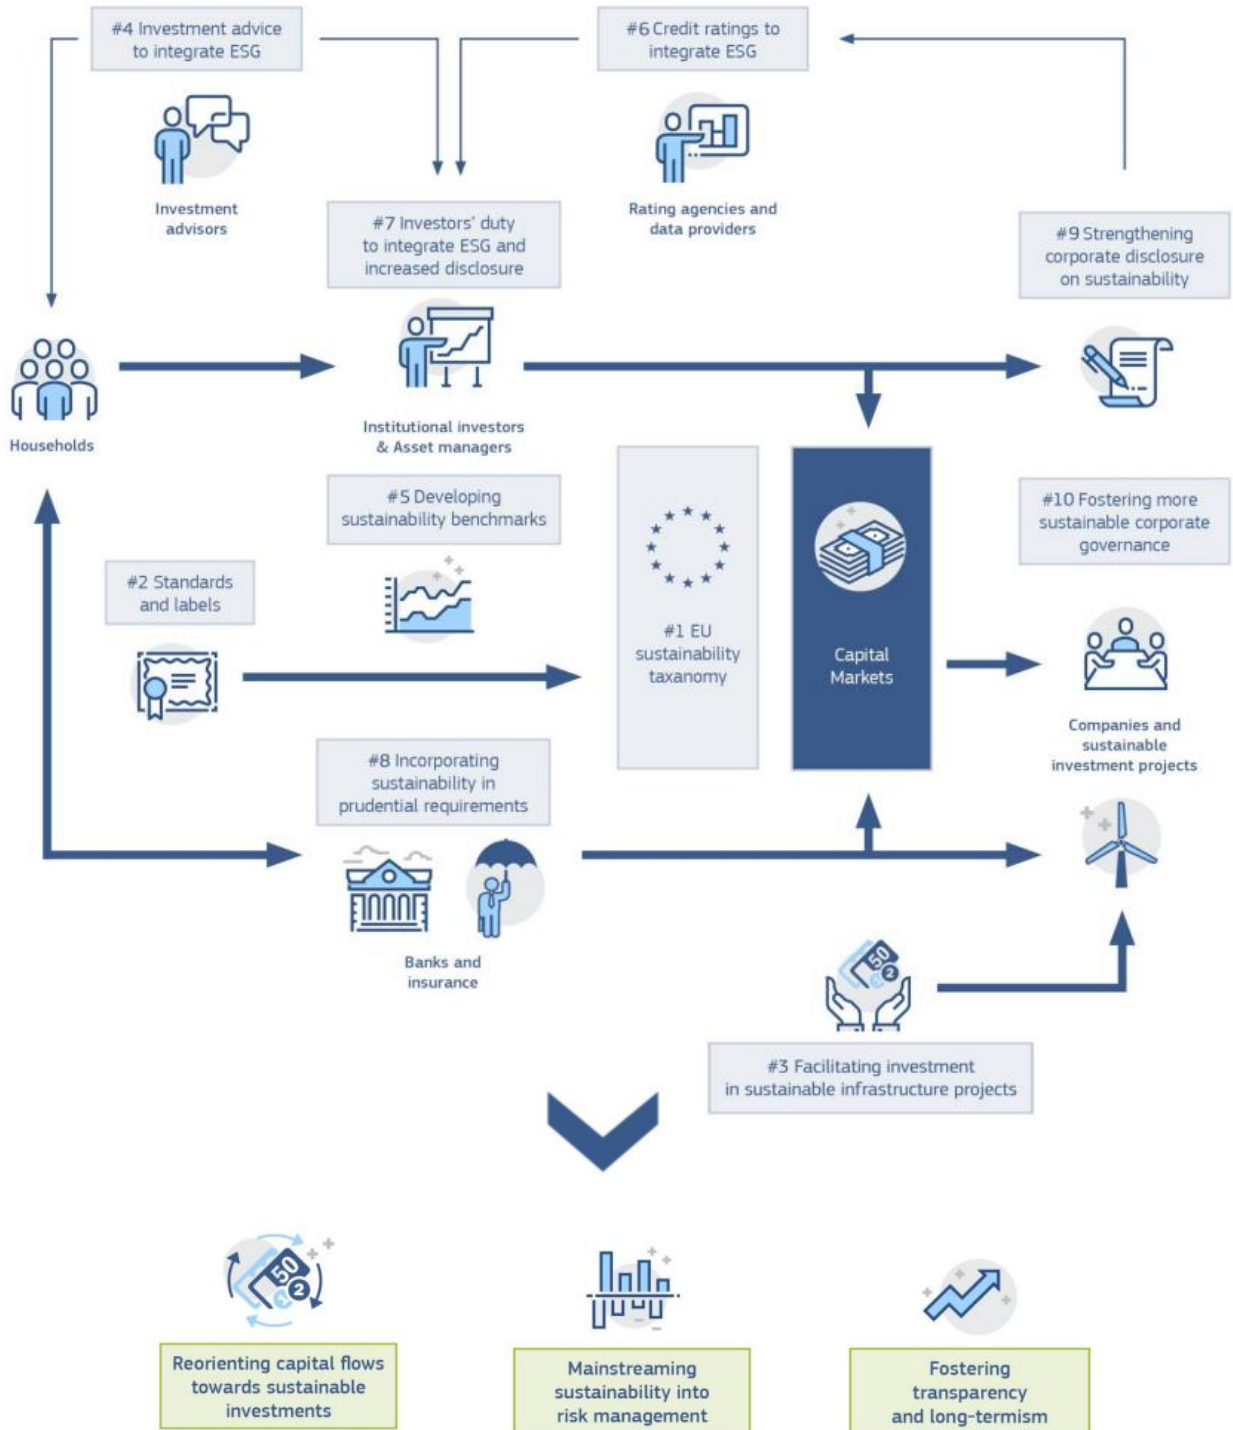 #4 Investment advice
to integrate ESG
#6 Credit ratings to
integrate ESG
Investment
advisors
#7 Investors' duty
to integrate ESG and
increased disclosure
Rating agencies and
data providers
#9 Strengthening
corporate disclosure
on sustainability
Households
Institutional investors
& Asset managers
#5 Developing
sustainability benchmarks
#10 Fostering more
sustainable corporate
governance
#2 Standards
and labels
#1 EU
sustainability
taxanomy
Capital
Markets
Companies and
sustainable
investment projects
#8 Incorporating
sustainability in
prudential requirements
Banks and
insurance
50
2
#3 Facilitating investment
in sustainable infrastructure projects
50
2
Reorienting capital flows
towards sustainable
investments
Mainstreaming
sustainability into
risk management
Fostering
transparency
and long-termism